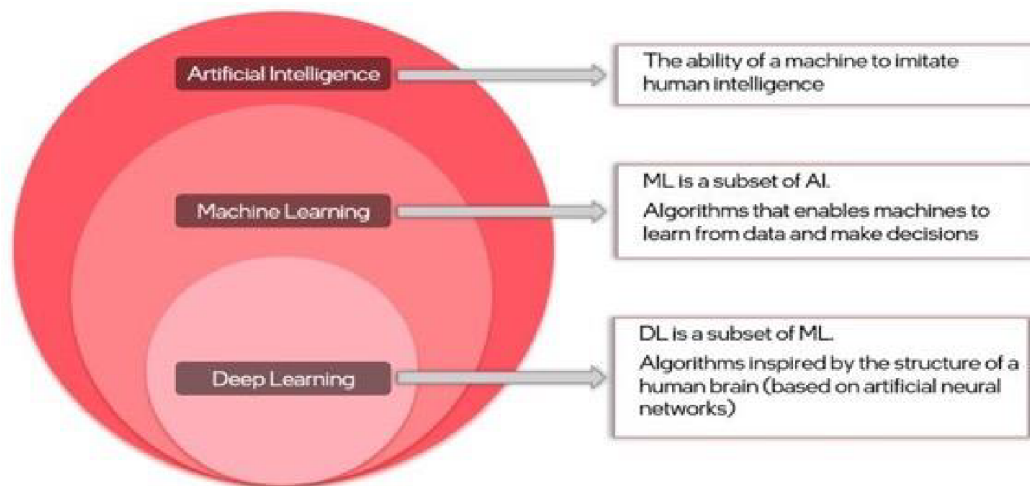 Artificial Intelligence
The ability of a machine to imitate
human intelligence
Machine Learning
ML is a subset of AI.
Algorithms that enables machines to
learn from data and make decisions
Deep Learning
DL is a subset of ML.
Algorithms inspired by the structure of a
human brain (based on artificial neural
networks)